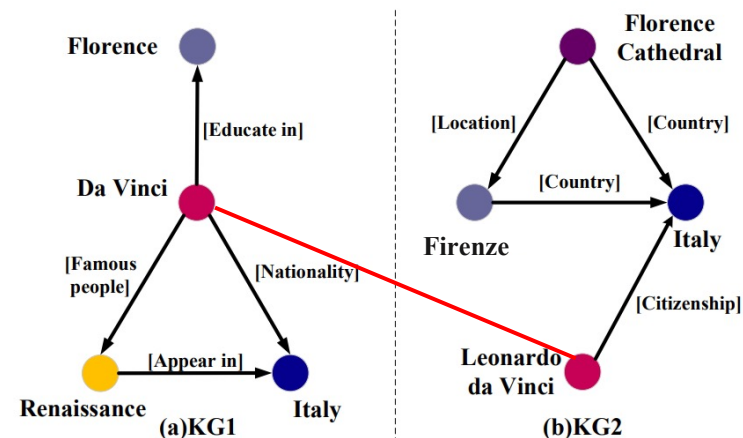 Florence
[Educate in]
Da Vinci
[Famous
people]
[Nationality]
[Appear in]
Renaissance
Italy
(a)KG1
Florence
Cathedral
[Location]
[Country]
[Country]
Firenze
Italy
[Citizenship]
Leonardo
da Vinci
(b)KG2